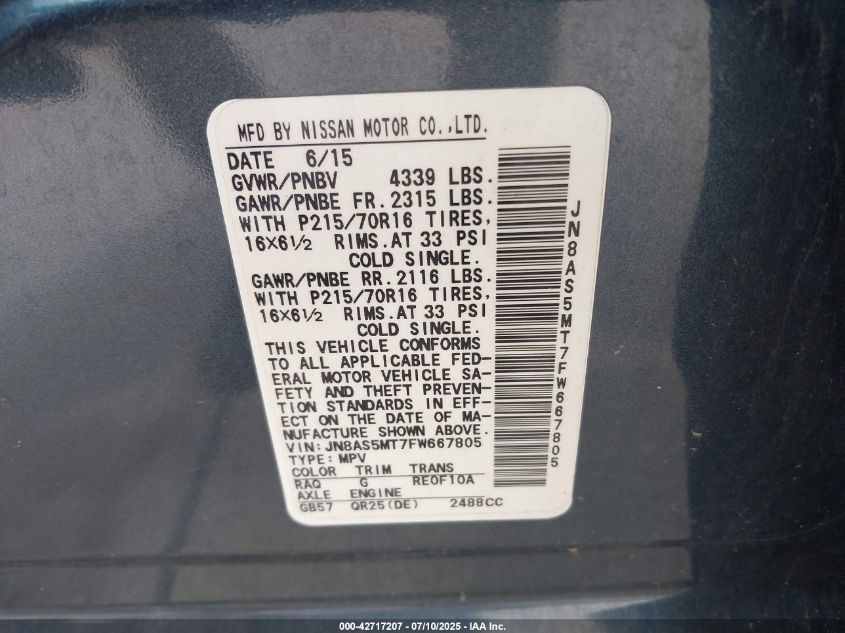 MFD BY NISSAN MOTOR CO.,LTD.
DATE 6/15
GVWR/PNBV 4339 LBS.
GAWR/PNBE FR. 2315 LBS.
WITH P215/70R16 TIRES,
16X6½ RIMS.AT 33 PSI
COLD SINGLE.
GAWR/PNBE RR. 2116 LBS.
WITH P215/70R16 TIRES,
16X6½ RIMS.AT 33 PSI
COLD SINGLE.
THIS VEHICLE CONFORMS
TO ALL APPLICABLE FED-
ERAL MOTOR VEHICLE SA-
FETY AND THEFT PREVEN-
TION STANDARDS IN EFF-
ECT ON THE DATE OF MA-
NUFACTURE SHOWN ABOVE.
VIN: JN8AS5MT7FW667805
TYPE: MPV
COLOR TRIM TRANS
RAQ G RE0F10A
AXLE ENGINE
GB57 QR25(DE) 2488CC
JN8AS5MT7FW667805
000-42717207 - 07/10/2025 - IAA Inc.